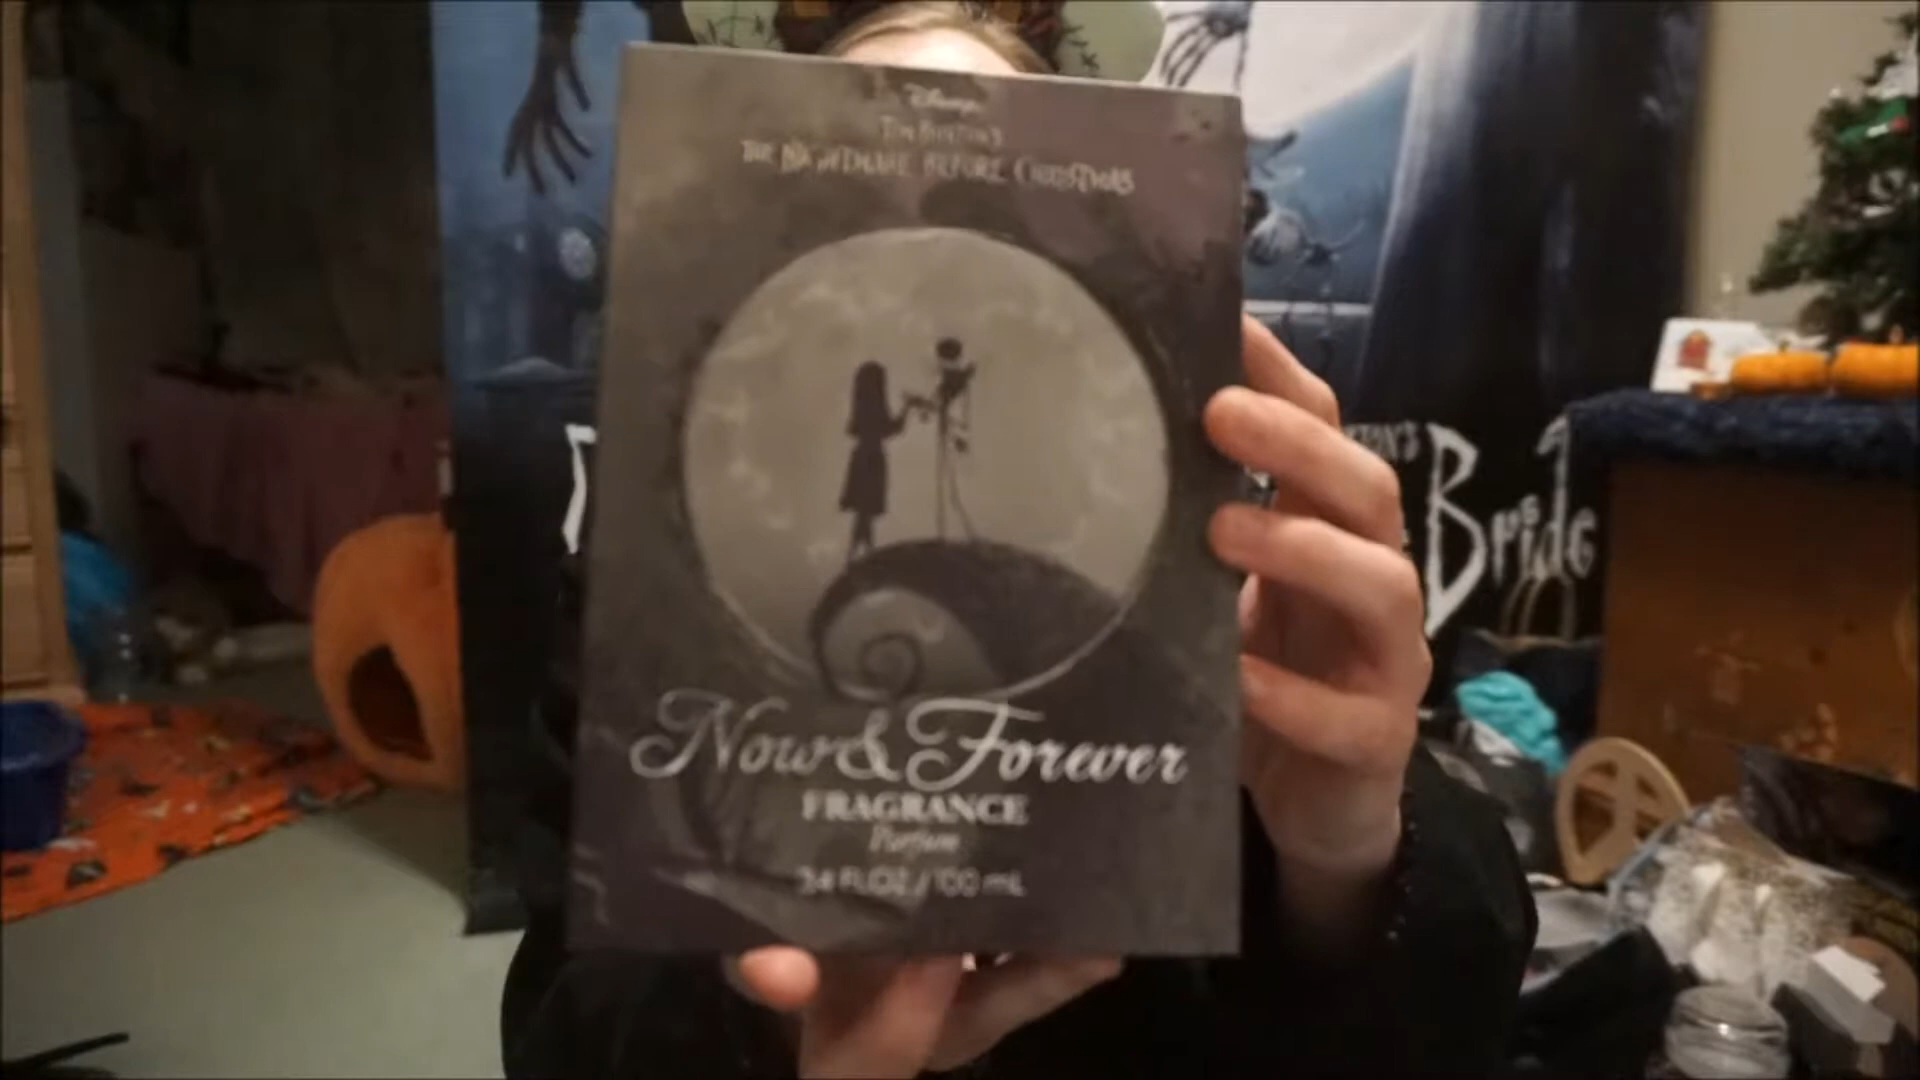 Disney
Tim Burton's
The Nightmare Before Christmas
Now & Forever
FRAGRANCE
Parfum
3.4 FL OZ / 100 mL
Bride